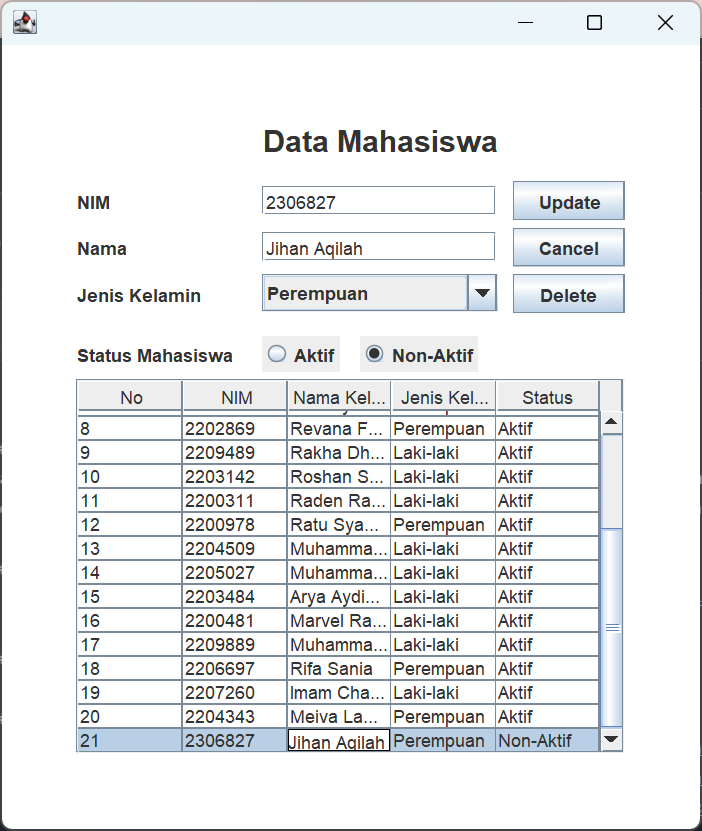 Data Mahasiswa
NIM 2306827 Update
Nama Jihan Aqilah Cancel
Jenis Kelamin Perempuan Delete
Status Mahasiswa Aktif Non-Aktif
No NIM Nama Kel... Jenis Kel... Status
8 2202869 Revana F... Perempuan Aktif
9 2209489 Rakha Dh... Laki-laki Aktif
10 2203142 Roshan S... Laki-laki Aktif
11 2200311 Raden Ra... Laki-laki Aktif
12 2200978 Ratu Sya... Perempuan Aktif
13 2204509 Muhamma... Laki-laki Aktif
14 2205027 Muhamma... Laki-laki Aktif
15 2203484 Arya Aydi... Laki-laki Aktif
16 2200481 Marvel Ra... Laki-laki Aktif
17 2209889 Muhamma... Laki-laki Aktif
18 2206697 Rifa Sania Perempuan Aktif
19 2207260 Imam Cha... Laki-laki Aktif
20 2204343 Meiva La... Perempuan Aktif
21 2306827 Jihan Aqilah Perempuan Non-Aktif